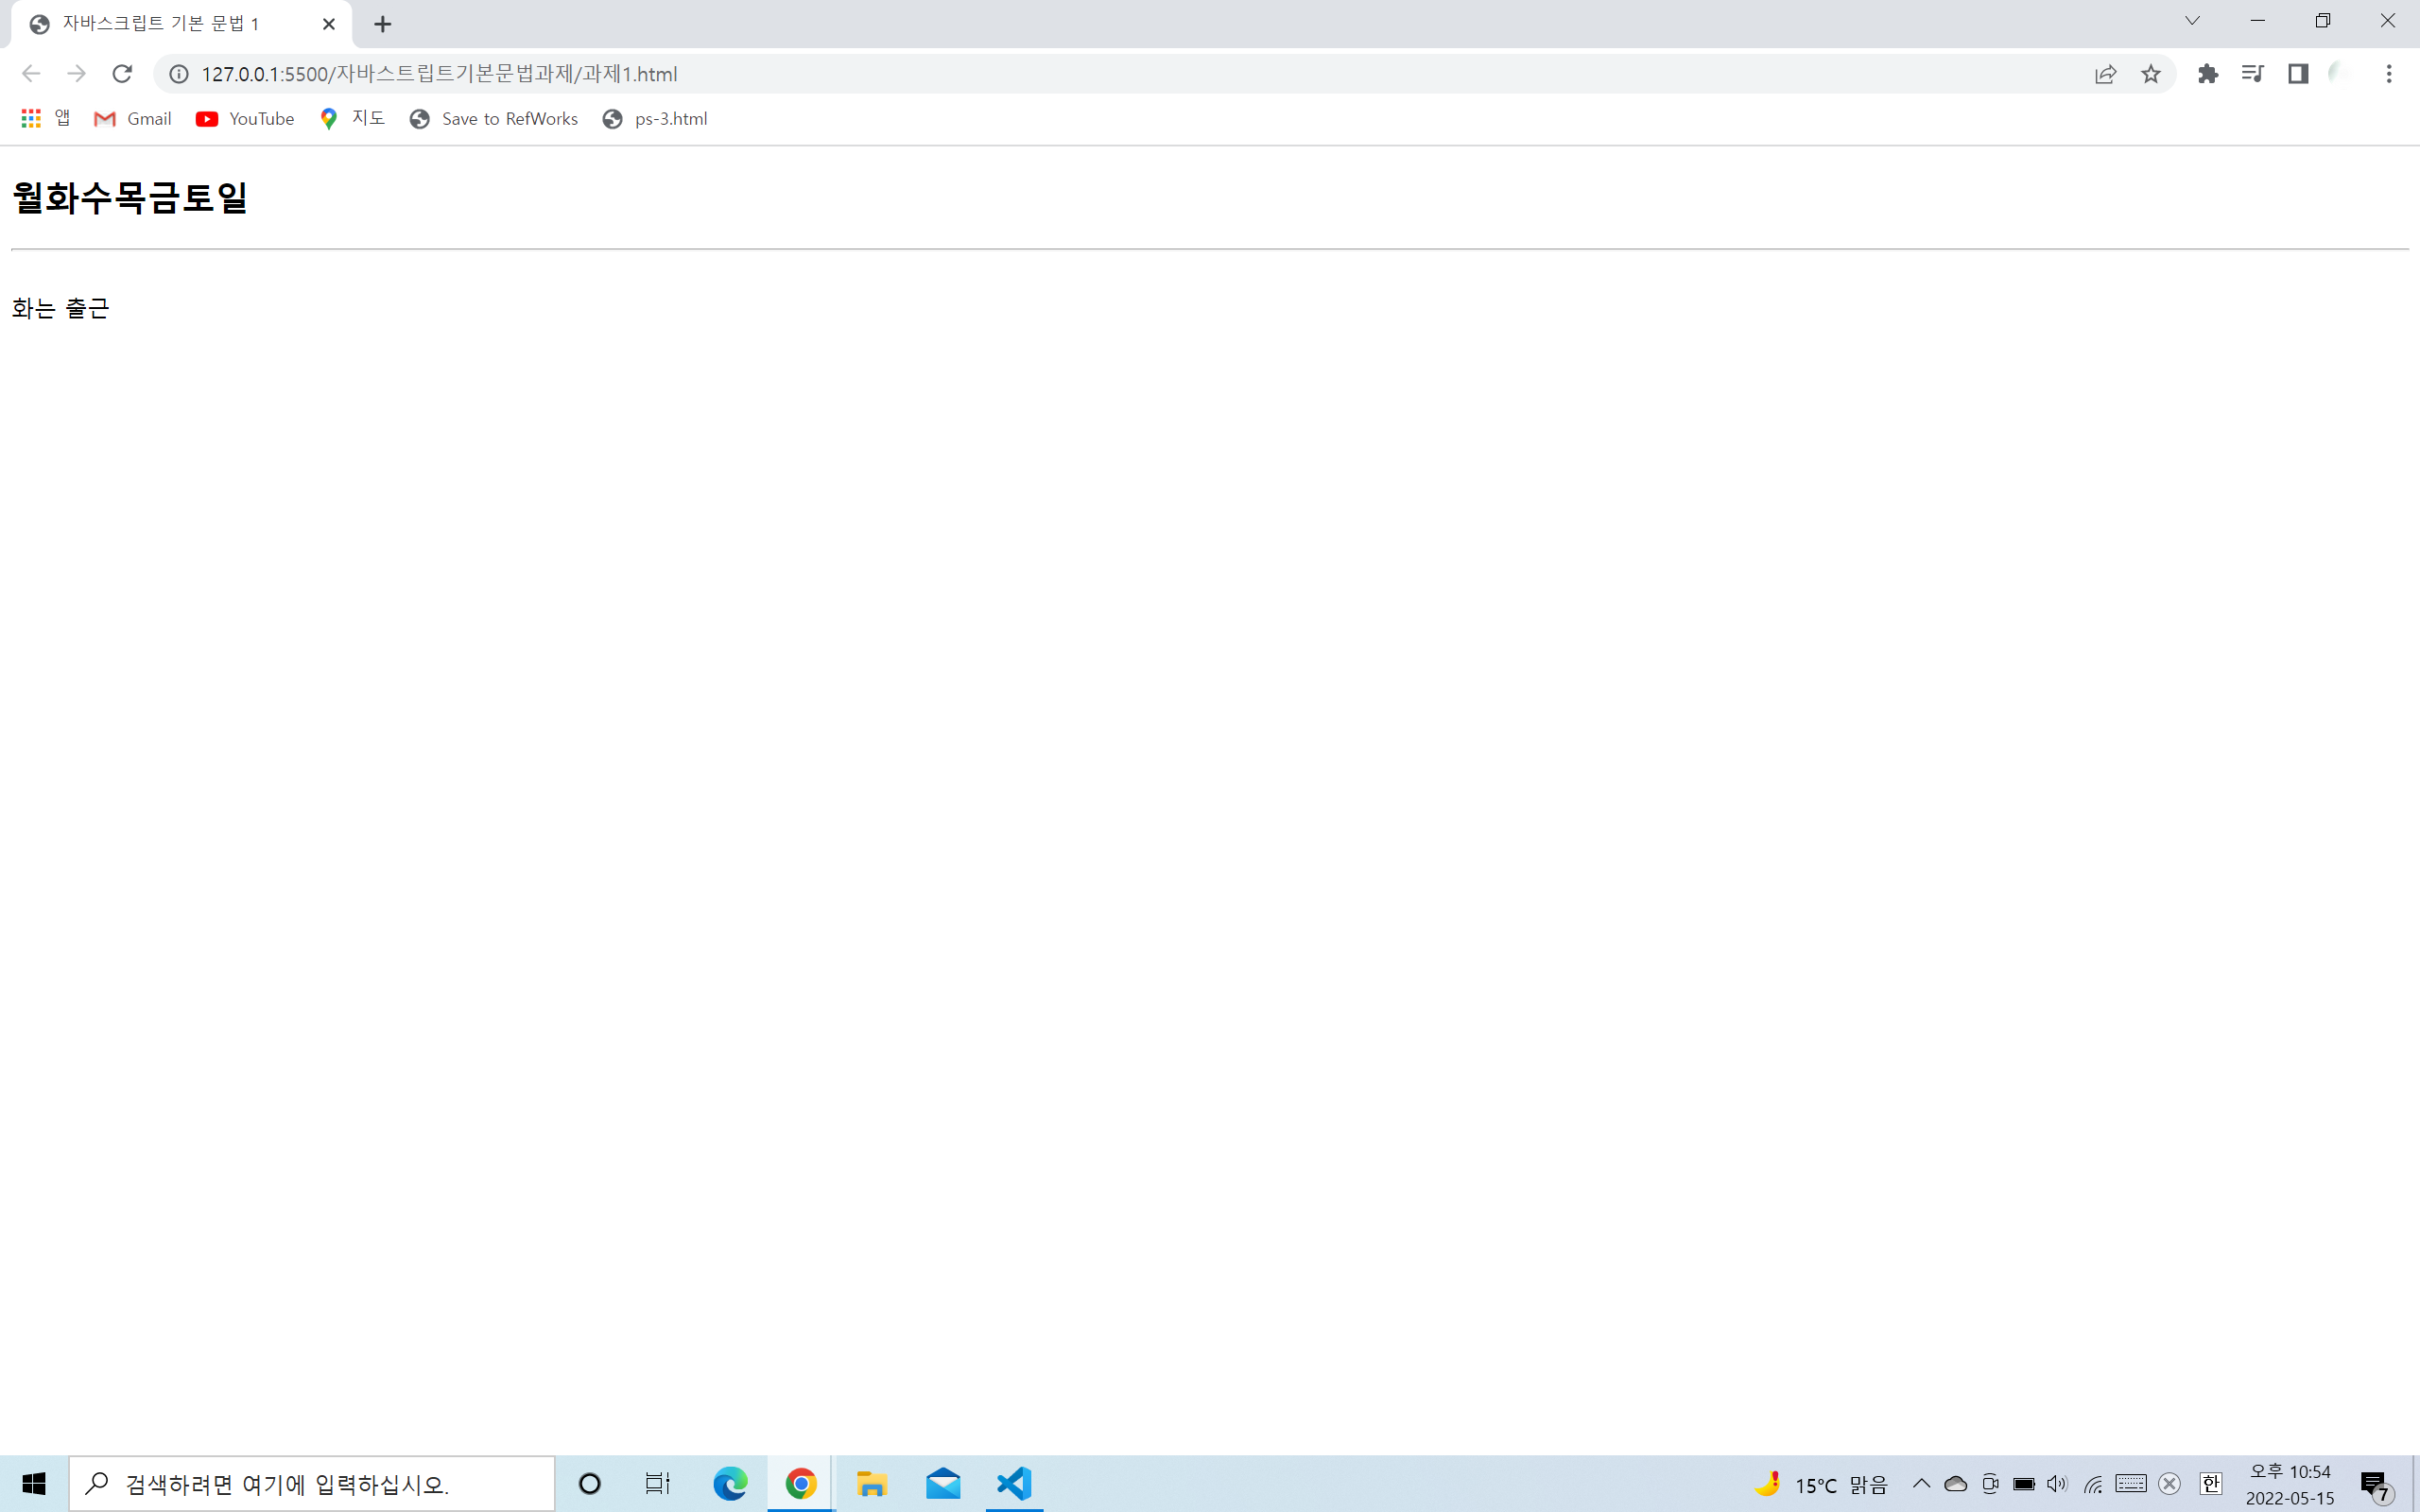 자바스크립트 기본 문법 1
127.0.0.1:5500/자바스트립트기본문법과제/과제1.html
앱 Gmail YouTube 지도 Save to RefWorks ps-3.html
월화수목금토일
화는 출근
검색하려면 여기에 입력하십시오.
15°C 맑음
한
오후 10:54
2022-05-15
7